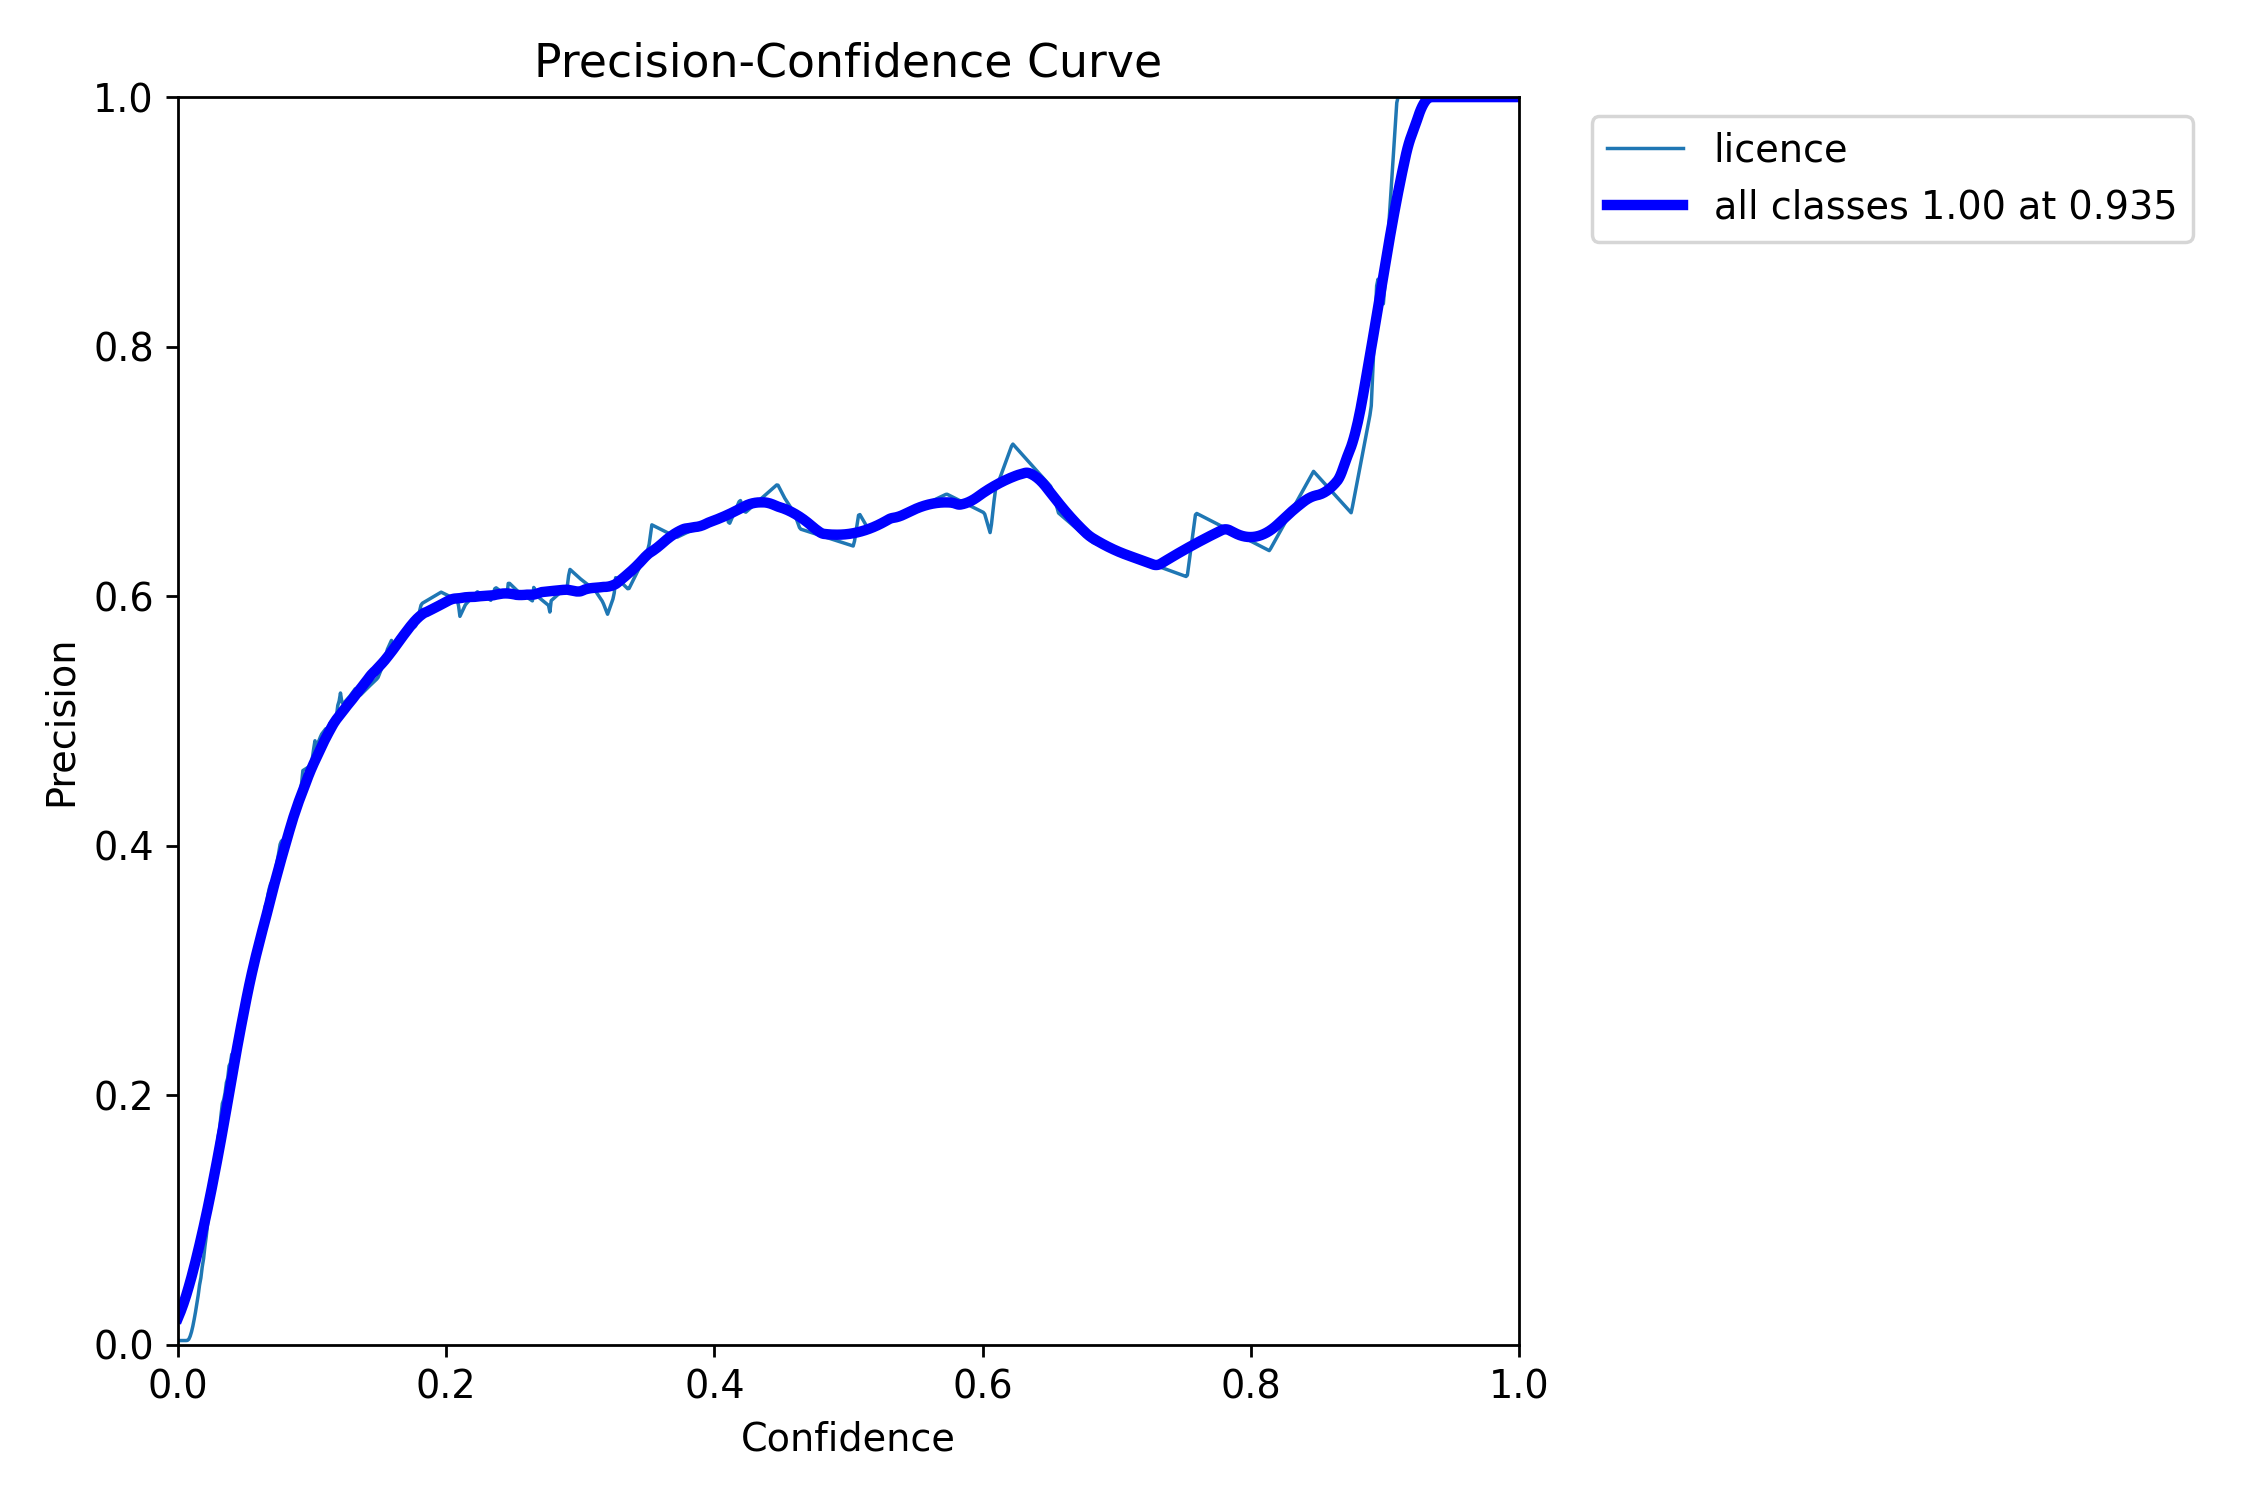 Precision-Confidence Curve
licence
all classes 1.00 at 0.935
1.0
0.8
0.6
0.4
0.2
0.0
Precision
0.0 0.2 0.4 0.6 0.8 1.0
Confidence